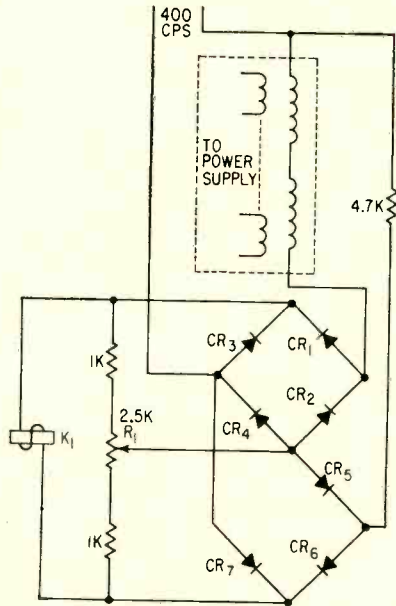 400
CPS
TO
POWER
SUPPLY
4.7K
CR3
CR1
1K
2.5K
R1
CR2
CR4
K1
CR5
1K
CR7
CR6